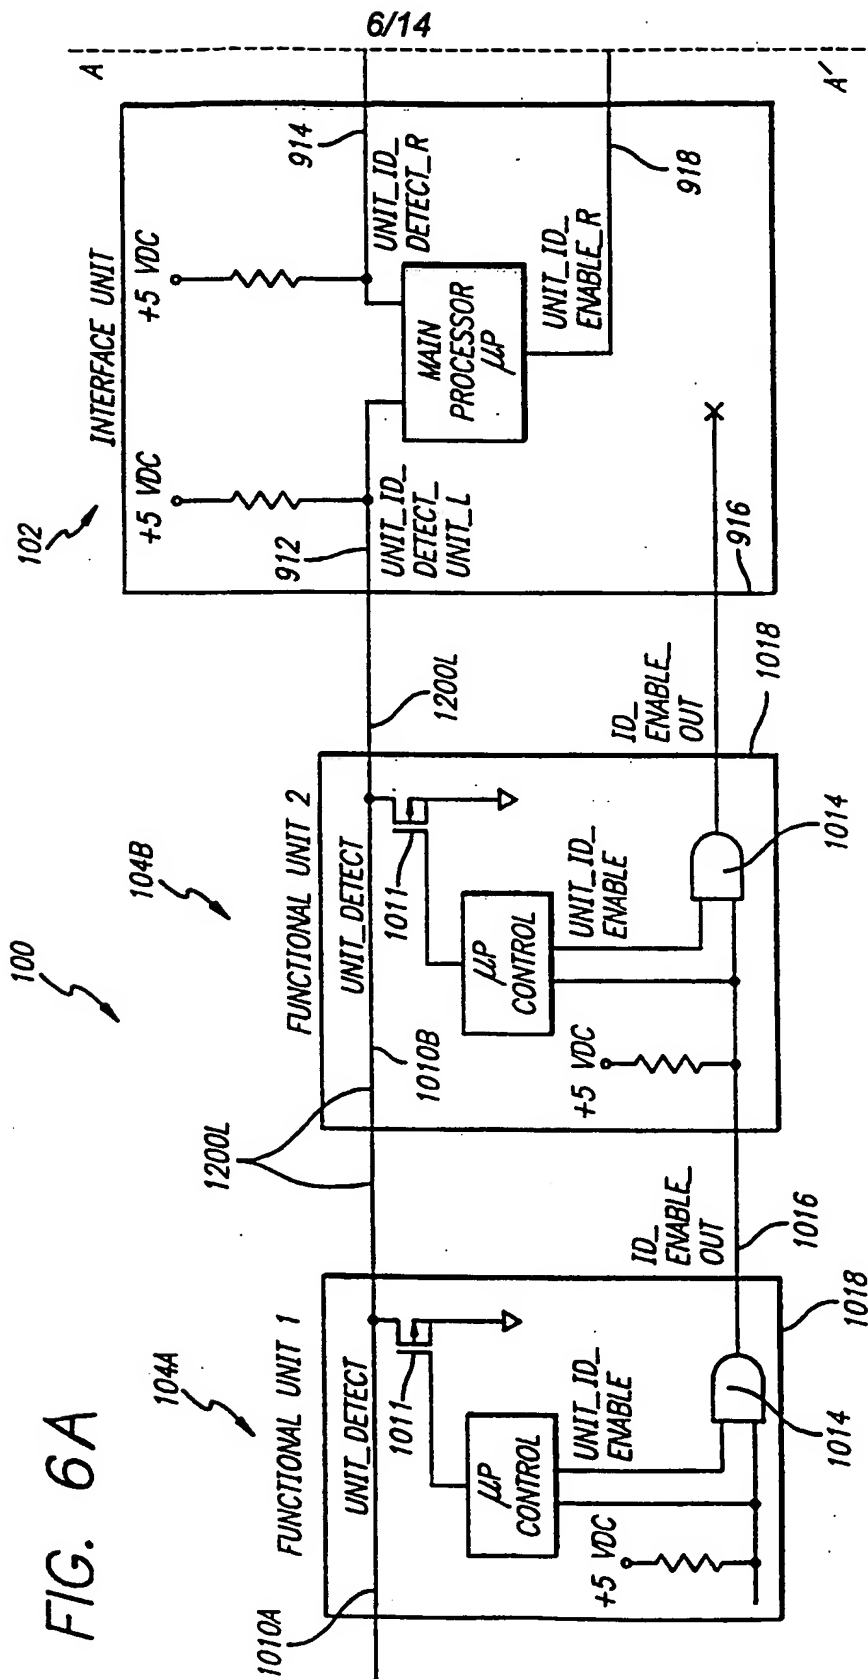 6/14
FIG. 6A
100
FUNCTIONAL UNIT 1
104A
UNIT_DETECT
1010A
1011
μP
CONTROL
UNIT_ID_
ENABLE
+5 VDC
1014
1018
ID_
ENABLE_
OUT
1016
1200L
FUNCTIONAL UNIT 2
104B
UNIT_DETECT
1010B
1011
μP
CONTROL
UNIT_ID_
ENABLE
+5 VDC
1014
1018
ID_
ENABLE_
OUT
1200L
INTERFACE UNIT
102
+5 VDC
+5 VDC
912
UNIT_ID_
DETECT_
UNIT_L
MAIN
PROCESSOR
μP
914
UNIT_ID_
DETECT_R
UNIT_ID_
ENABLE_R
916
918
A
A'